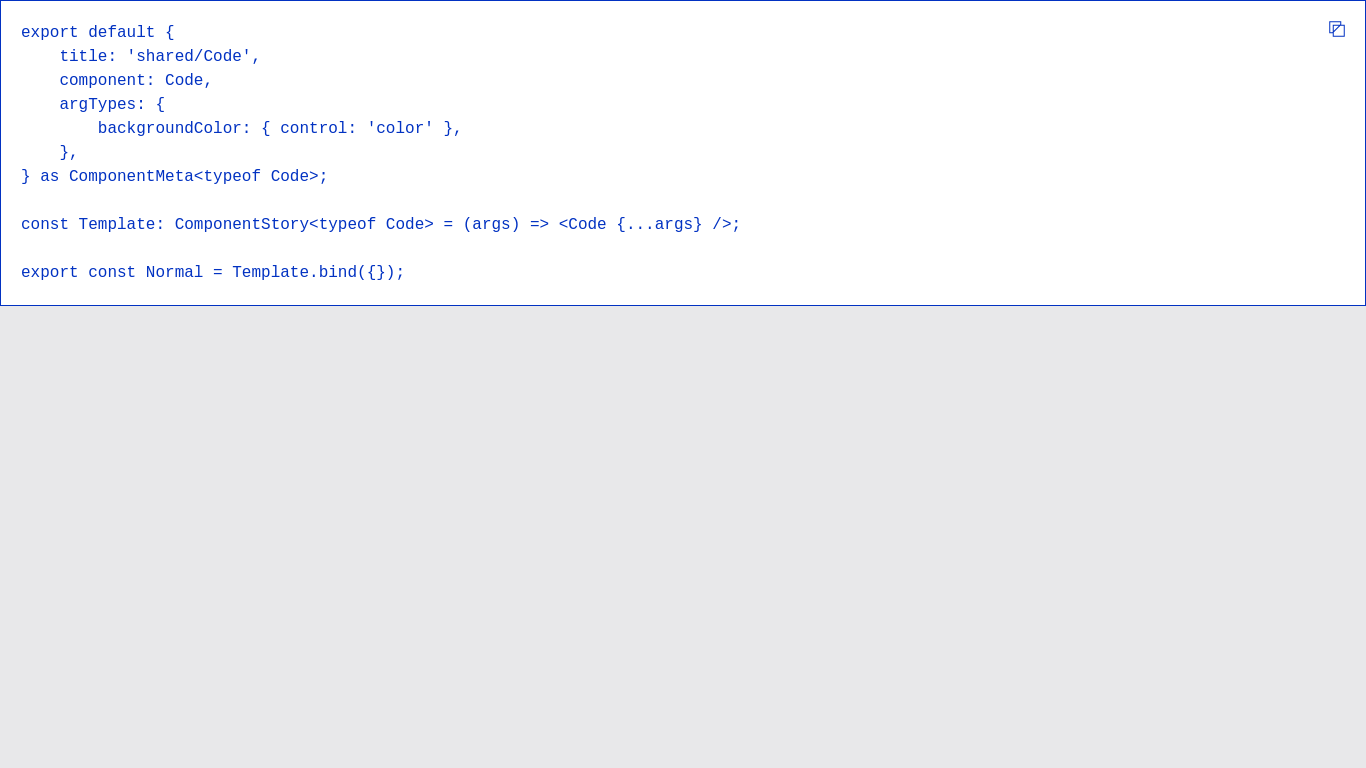 export default {
    title: 'shared/Code',
    component: Code,
    argTypes: {
        backgroundColor: { control: 'color' },
    },
} as ComponentMeta<typeof Code>;

const Template: ComponentStory<typeof Code> = (args) => <Code {...args} />;

export const Normal = Template.bind({});